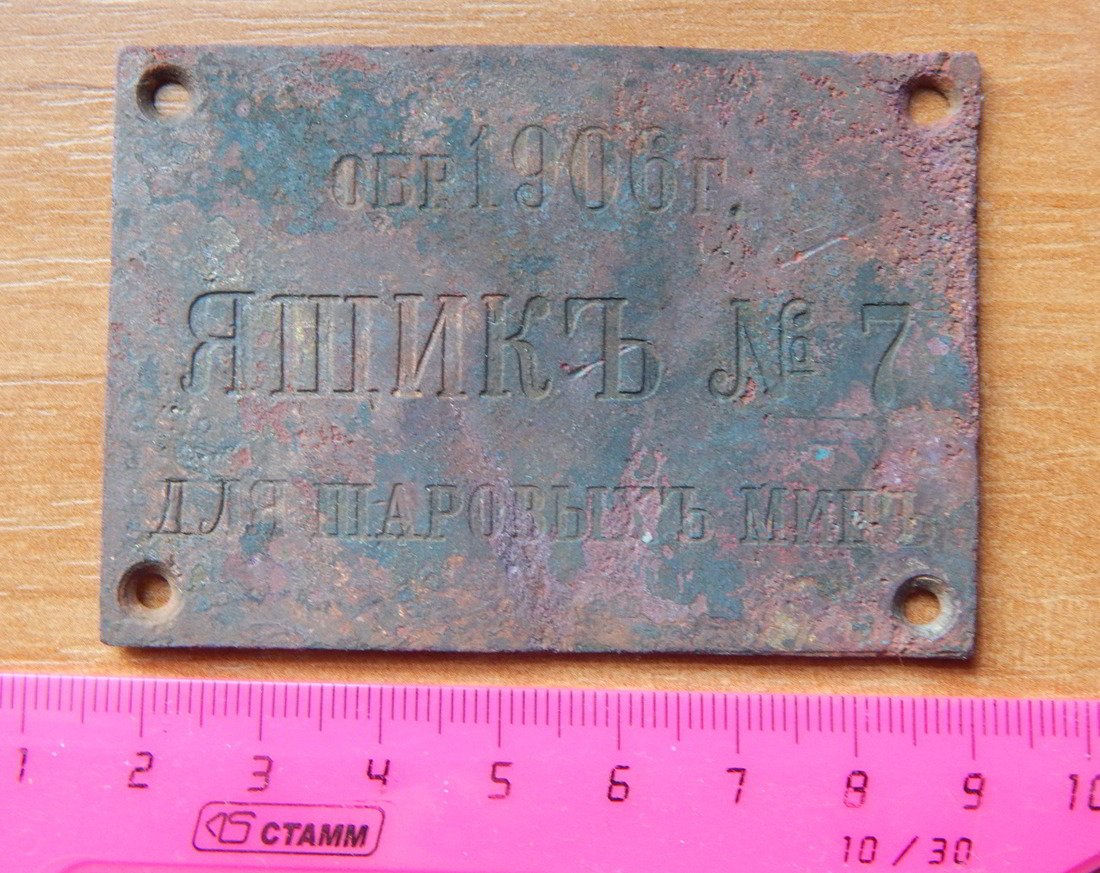 ОБР 1906 г.
ЯЩИКЪ № 7
ДЛЯ ШАРОВЫХЪ МИНЪ
1 2 3 4 5 6 7 8 9 10
СТАММ
10/30